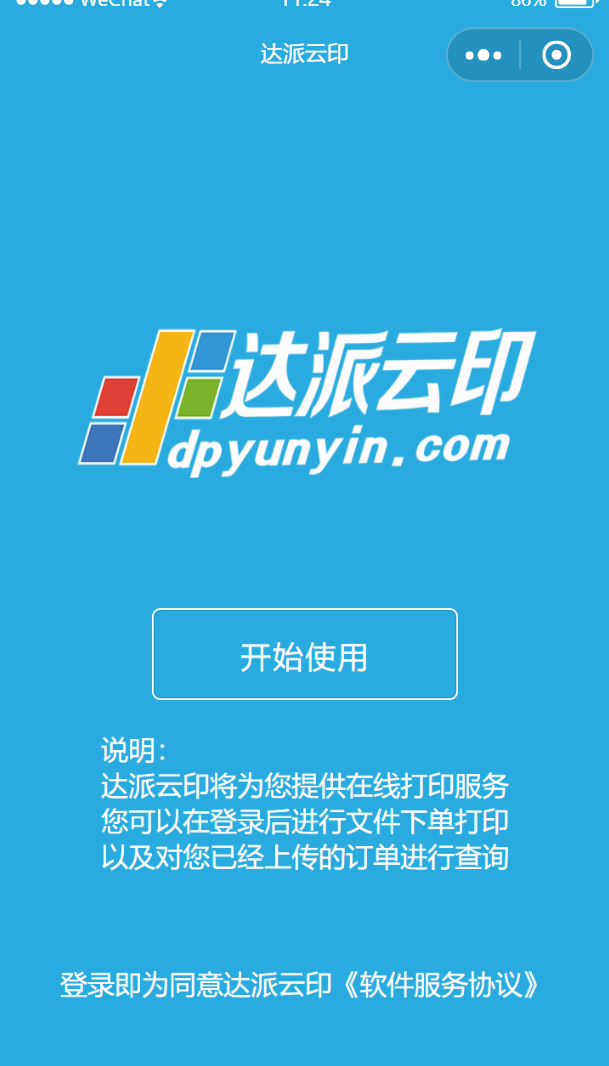 WeChat
11:24
86%
达派云印
达派云印
dpyunyin.com
开始使用
说明：
达派云印将为您提供在线打印服务
您可以在登录后进行文件下单打印
以及对您已经上传的订单进行查询
登录即为同意达派云印《软件服务协议》